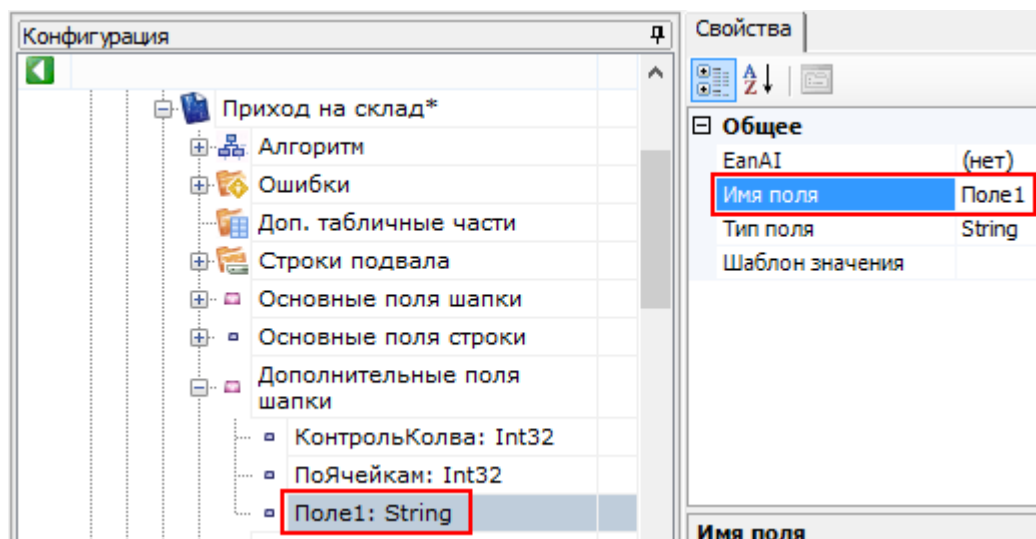 Конфигурация
Приход на склад*
Алгоритм
Ошибки
Доп. табличные части
Строки подвала
Основные поля шапки
Основные поля строки
Дополнительные поля
шапки
КонтрольКолва: Int32
ПоЯчейкам: Int32
Поле1: String
Свойства
Общее
EanAI (нет)
Имя поля Поле1
Тип поля String
Шаблон значения
Имя поля